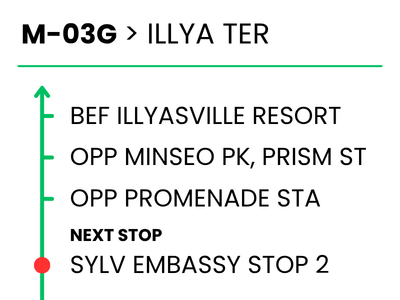 M-03G > ILLYA TER
BEF ILLYASVILLE RESORT
OPP MINSEO PK, PRISM ST
OPP PROMENADE STA
NEXT STOP
SYLV EMBASSY STOP 2